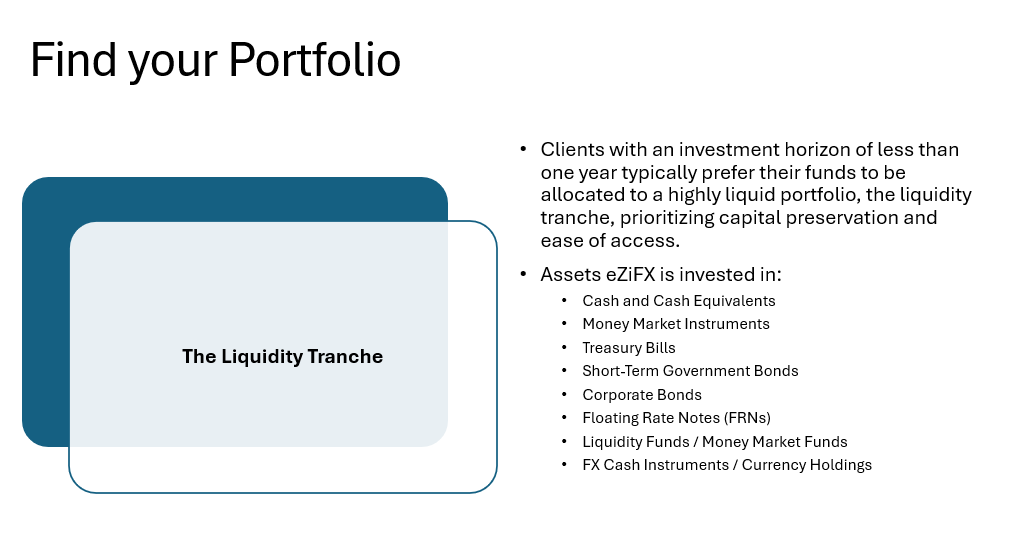 Find your Portfolio
The Liquidity Tranche
• Clients with an investment horizon of less than
one year typically prefer their funds to be
allocated to a highly liquid portfolio, the liquidity
tranche, prioritizing capital preservation and
ease of access.
• Assets eZiFX is invested in:
• Cash and Cash Equivalents
• Money Market Instruments
• Treasury Bills
• Short-Term Government Bonds
• Corporate Bonds
• Floating Rate Notes (FRNs)
• Liquidity Funds / Money Market Funds
• FX Cash Instruments / Currency Holdings